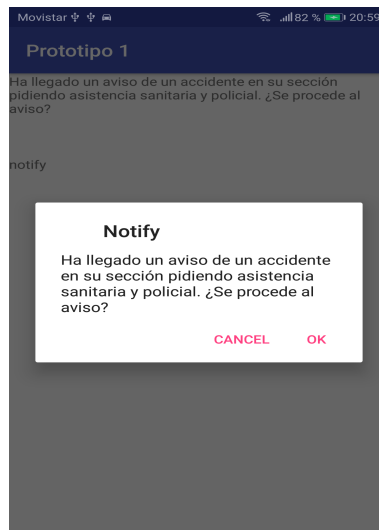 Movistar 82 % 20:59
Prototipo 1
Ha llegado un aviso de un accidente en su sección
pidiendo asistencia sanitaria y policial. ¿Se procede al
aviso?
notify
Notify
Ha llegado un aviso de un accidente
en su sección pidiendo asistencia
sanitaria y policial. ¿Se procede al
aviso?
CANCEL OK